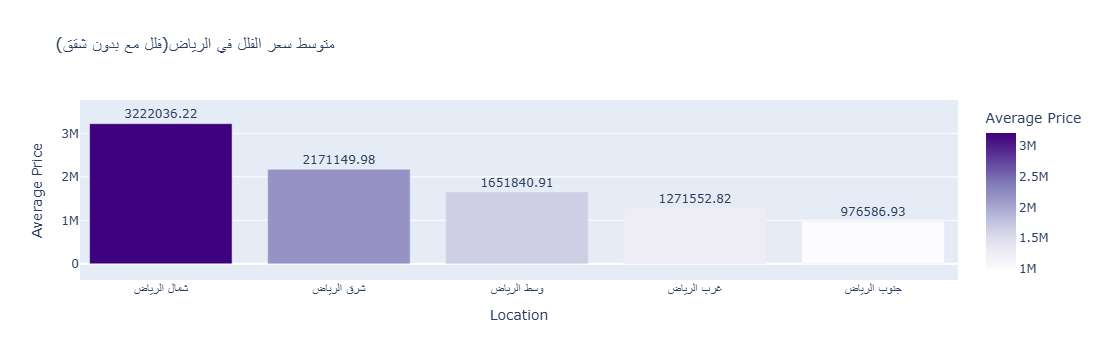 متوسط سعر الفلل في الرياض(فلل مع بدون شقق)
Average Price
3M
2M
1M
0
3222036.22
2171149.98
1651840.91
1271552.82
976586.93
شمال الرياض
شرق الرياض
وسط الرياض
غرب الرياض
جنوب الرياض
Location
Average Price
3M
2.5M
2M
1.5M
1M